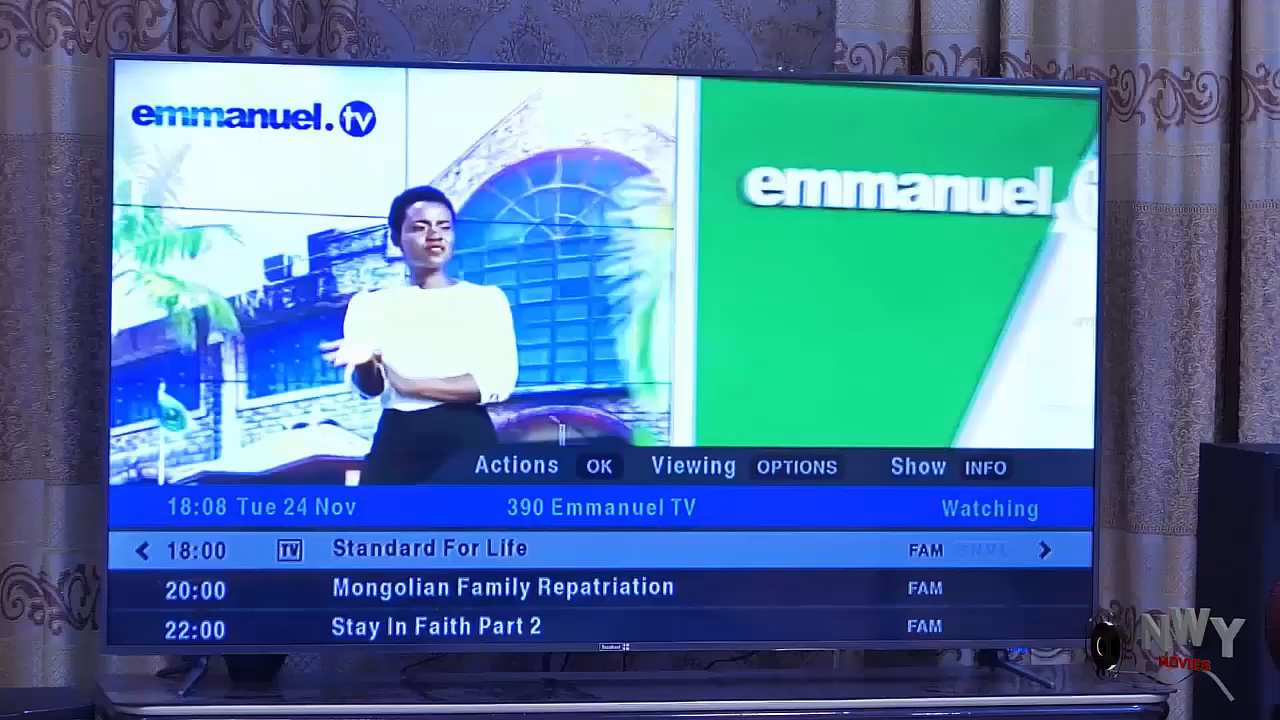 emmanuel.tv
emmanuel.
Actions OK Viewing OPTIONS Show INFO
18:08 Tue 24 Nov 390 Emmanuel TV Watching
18:00 TV Standard For Life FAM
20:00 Mongolian Family Repatriation FAM
22:00 Stay In Faith Part 2 FAM
NWY
MOVIES